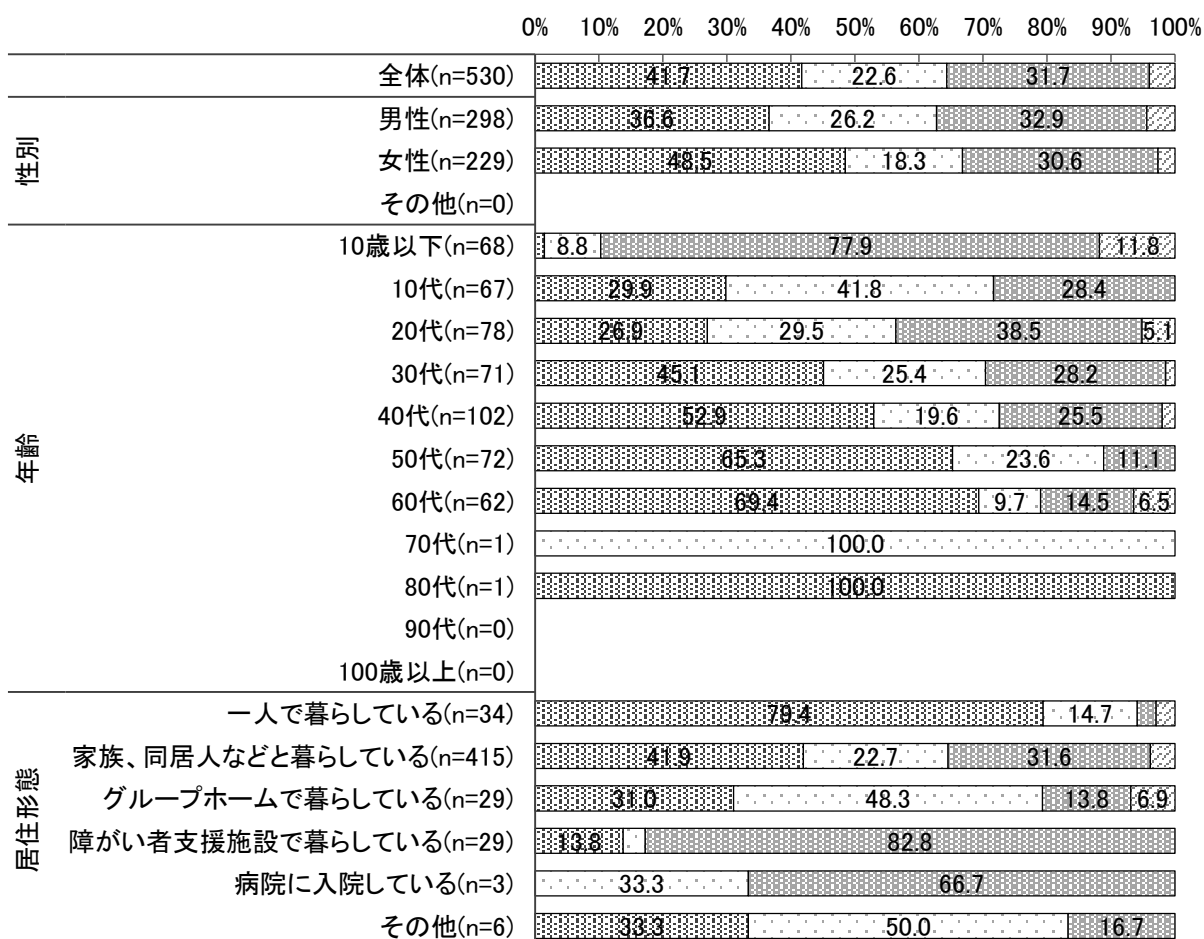 0% 10% 20% 30% 40% 50% 60% 70% 80% 90% 100%
全体(n=530) 41.7 22.6 31.7
性別
男性(n=298) 36.6 26.2 32.9
女性(n=229) 48.5 18.3 30.6
その他(n=0)
年齢
10歳以下(n=68) 8.8 77.9 11.8
10代(n=67) 29.9 41.8 28.4
20代(n=78) 26.9 29.5 38.5 5.1
30代(n=71) 45.1 25.4 28.2
40代(n=102) 52.9 19.6 25.5
50代(n=72) 65.3 23.6 11.1
60代(n=62) 69.4 9.7 14.5 6.5
70代(n=1) 100.0
80代(n=1) 100.0
90代(n=0)
100歳以上(n=0)
居住形態
一人で暮らしている(n=34) 79.4 14.7
家族、同居人などと暮らしている(n=415) 41.9 22.7 31.6
グループホームで暮らしている(n=29) 31.0 48.3 13.8 6.9
障がい者支援施設で暮らしている(n=29) 13.8 82.8
病院に入院している(n=3) 33.3 66.7
その他(n=6) 33.3 50.0 16.7